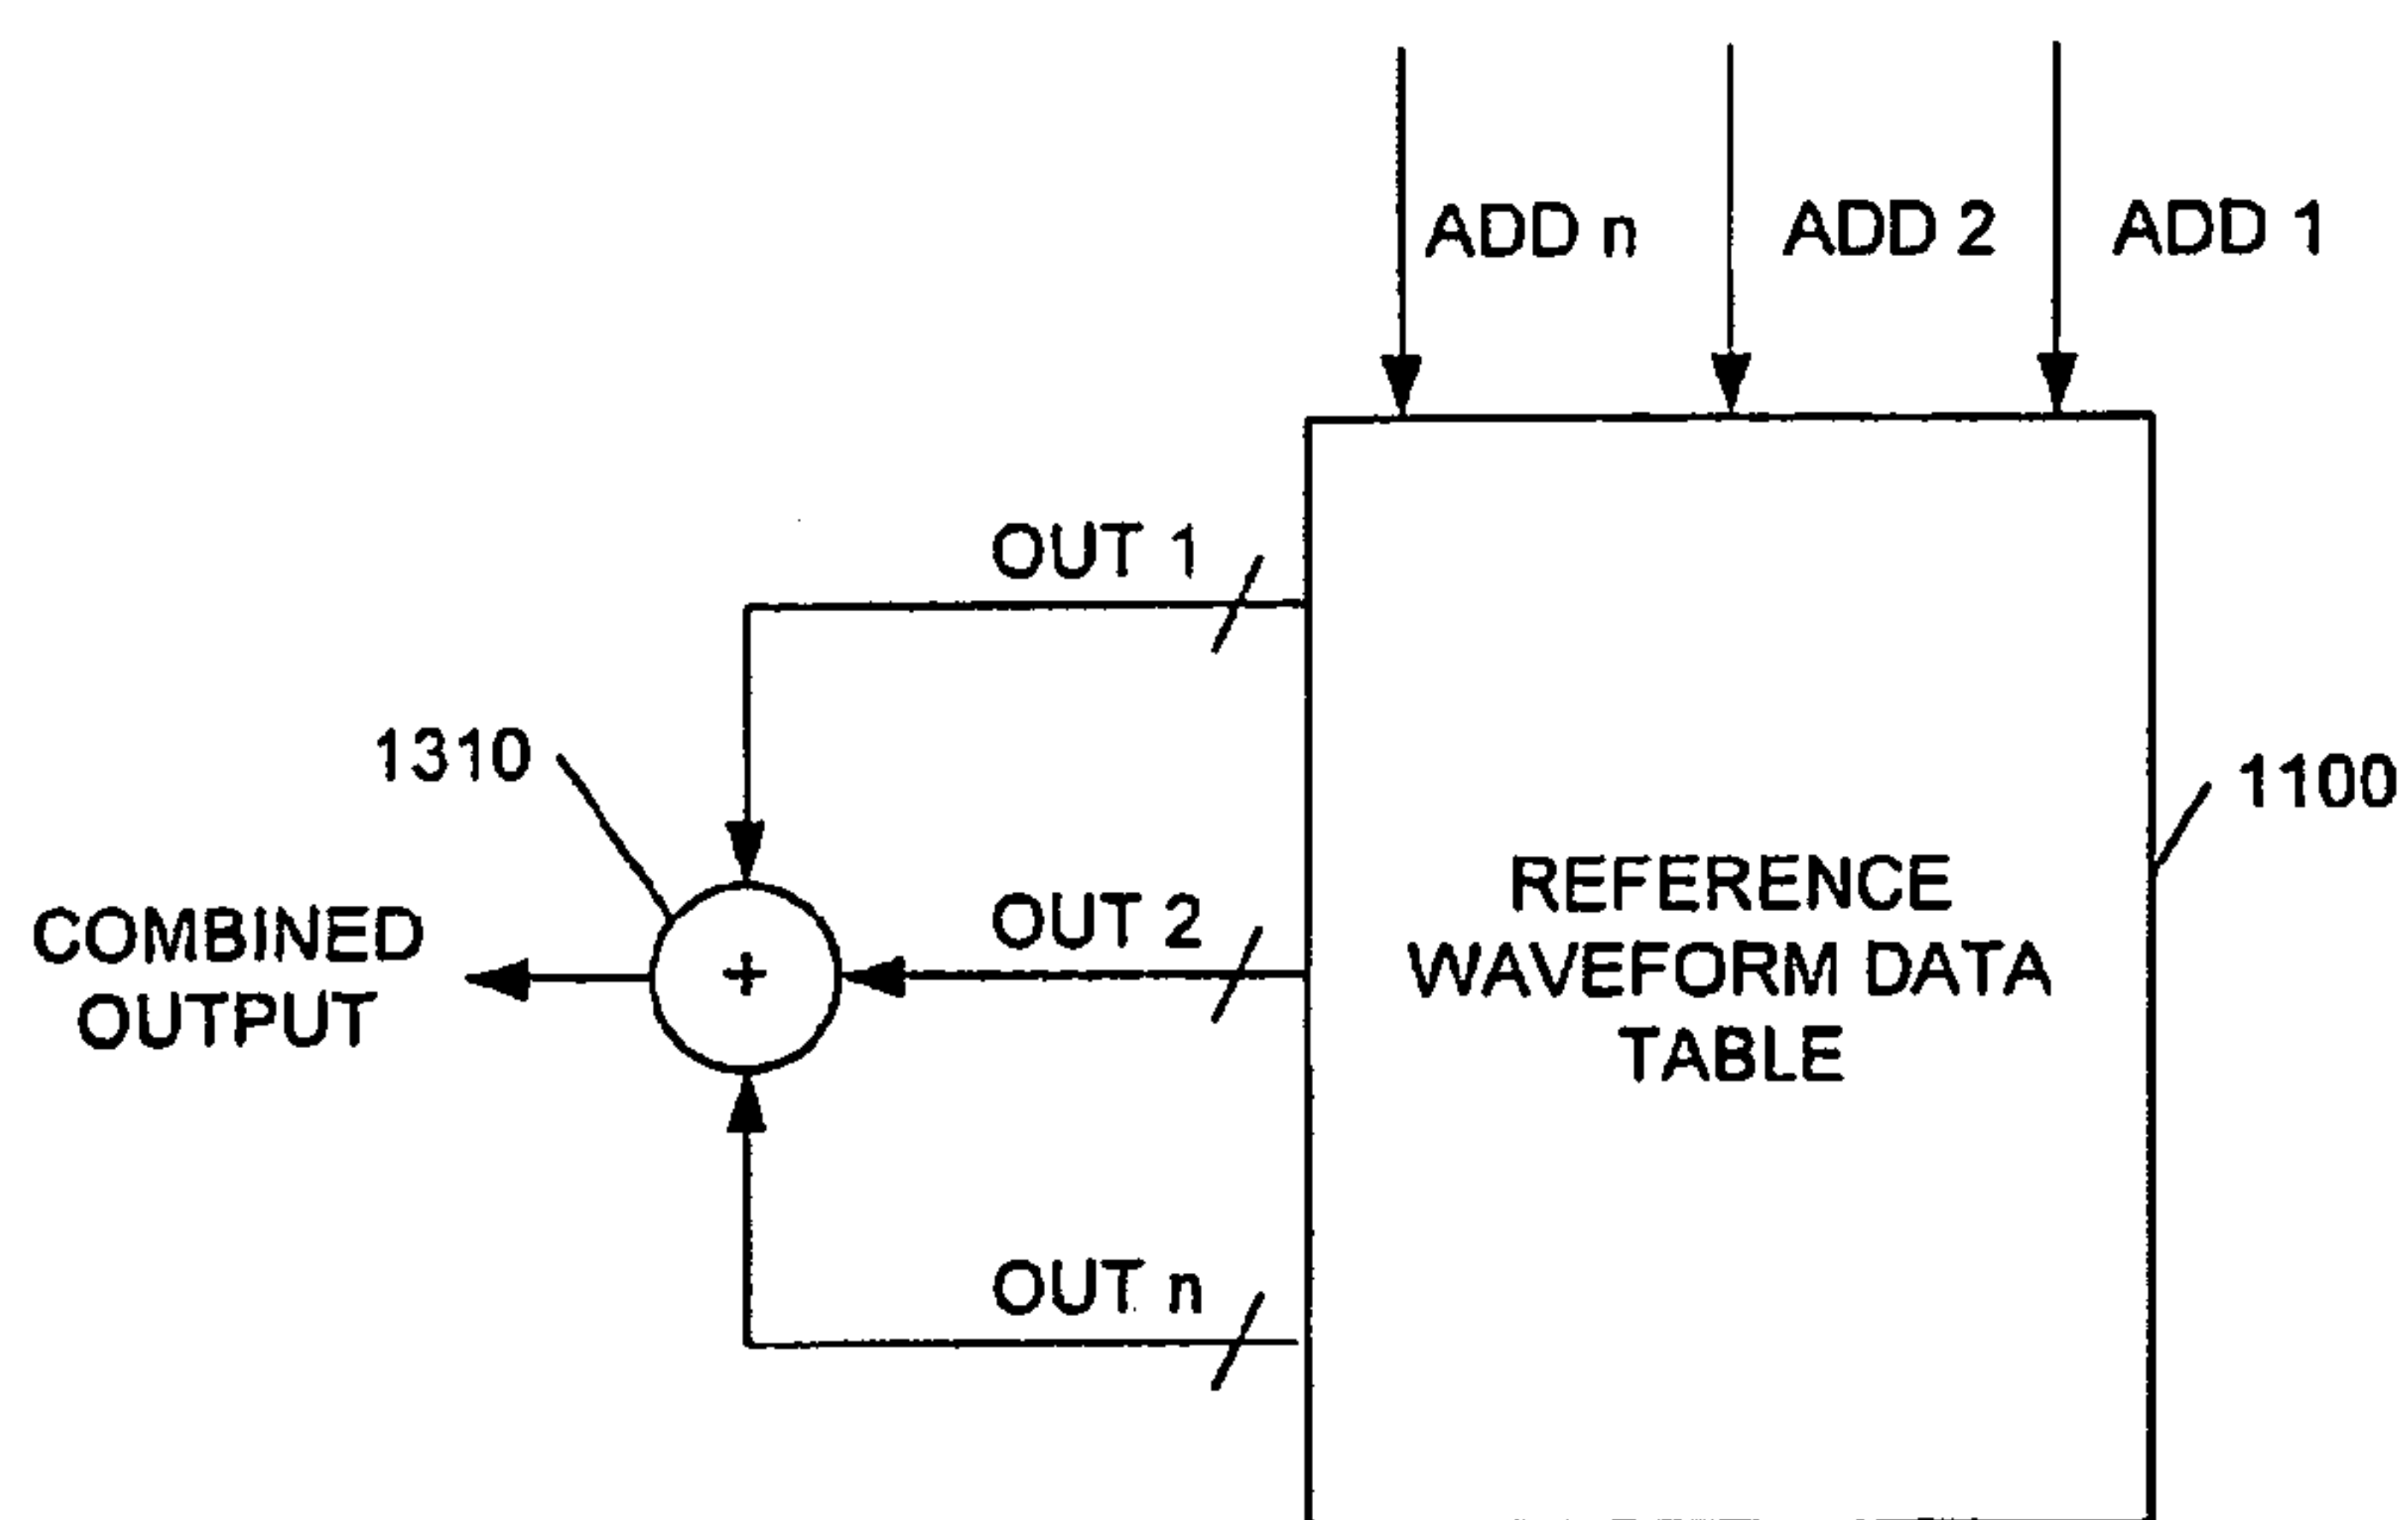 ADD n
ADD 2
ADD 1
OUT 1
1310
1100
REFERENCE
WAVEFORM DATA
TABLE
OUT 2
COMBINED
OUTPUT
+
OUT n